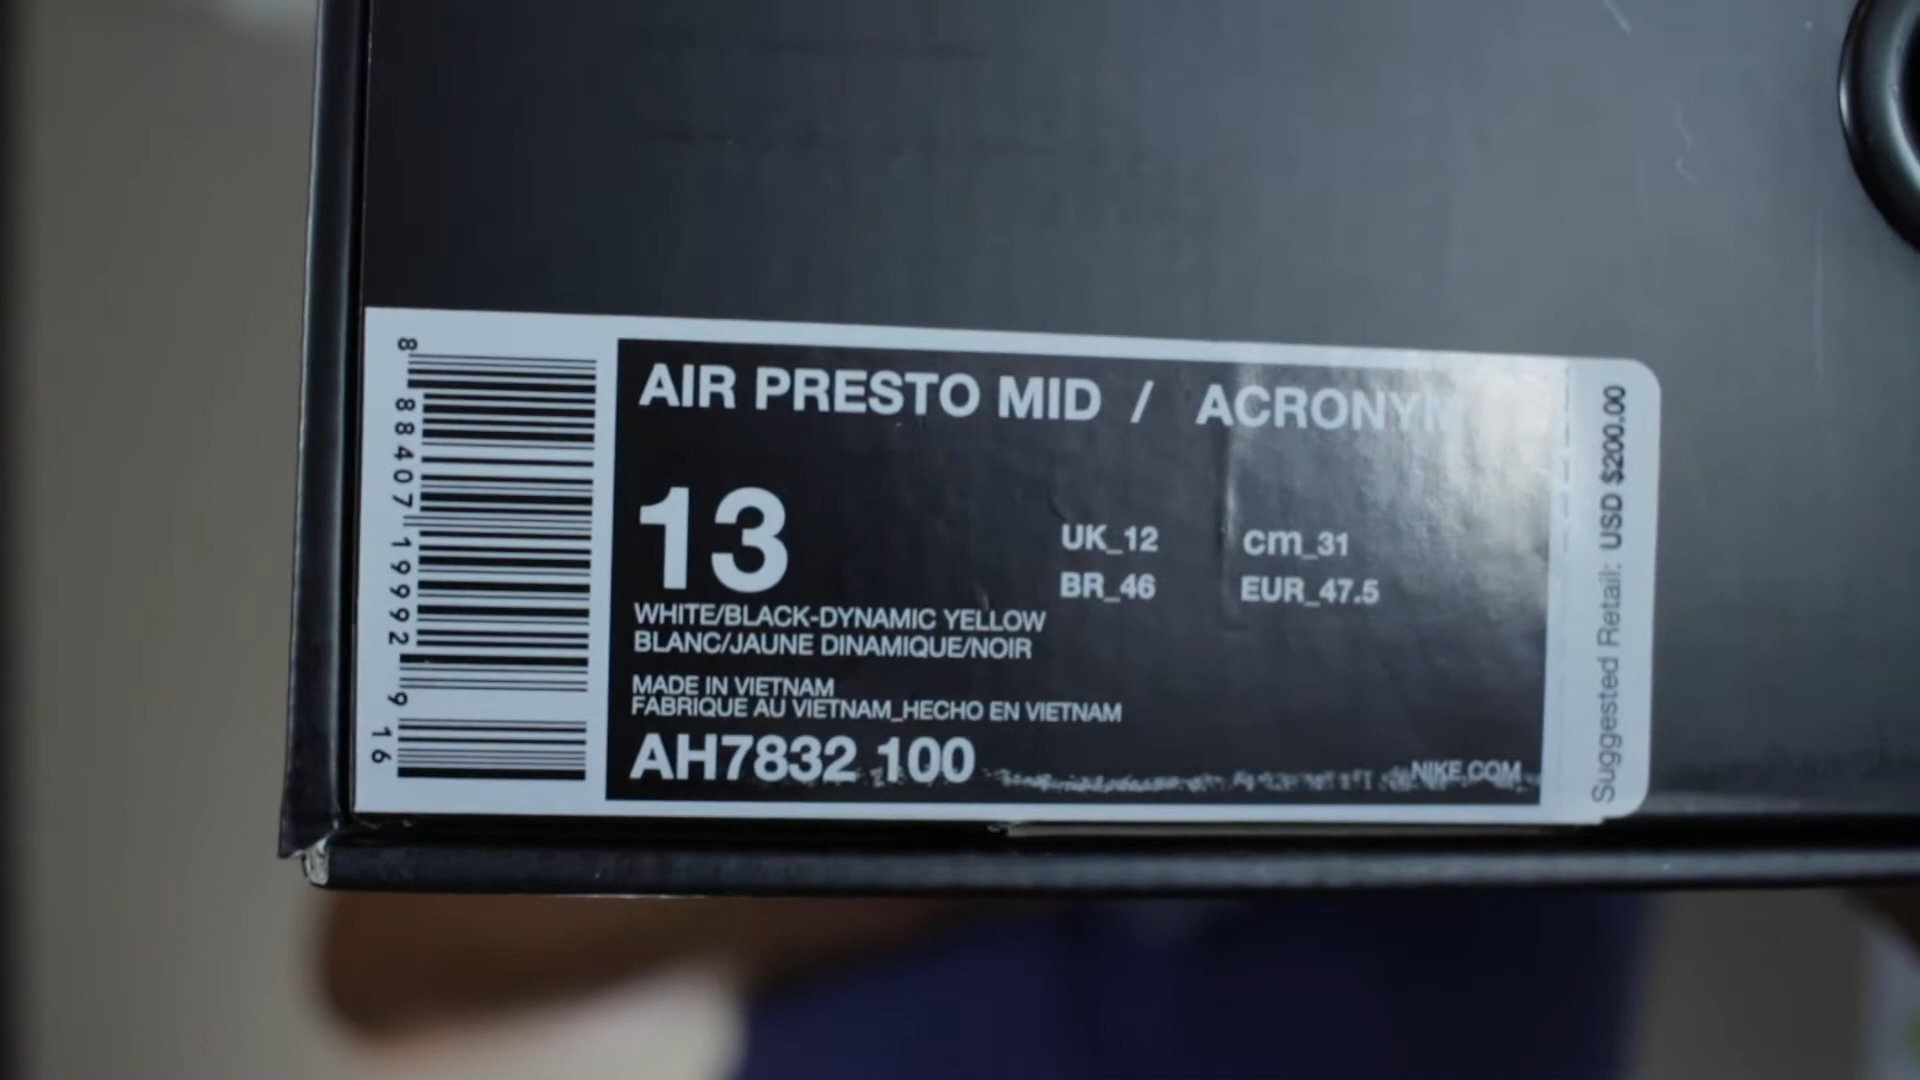 8 88407 19992 9 16
AIR PRESTO MID / ACRONYM
13
UK_12 cm_31
BR_46 EUR_47.5
WHITE/BLACK-DYNAMIC YELLOW
BLANC/JAUNE DINAMIQUE/NOIR
MADE IN VIETNAM
FABRIQUE AU VIETNAM_HECHO EN VIETNAM
AH7832 100
NIKE.COM
Suggested Retail: USD $200.00